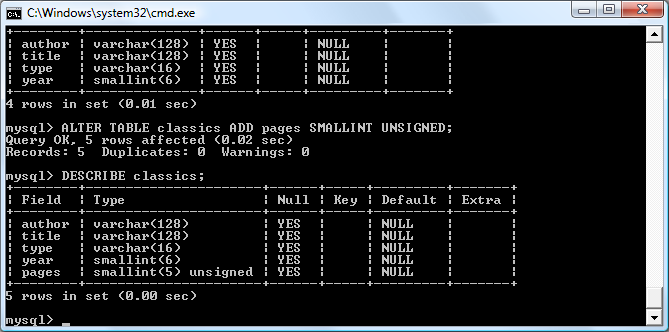 C:\Windows\system32\cmd.exe
+--------+--------------+------+-----+---------+-------+
| author | varchar(128) | YES  |     | NULL    |       |
| title  | varchar(128) | YES  |     | NULL    |       |
| type   | varchar(16)  | YES  |     | NULL    |       |
| year   | smallint(6)  | YES  |     | NULL    |       |
+--------+--------------+------+-----+---------+-------+
4 rows in set (0.01 sec)
mysql> ALTER TABLE classics ADD pages SMALLINT UNSIGNED;
Query OK, 5 rows affected (0.02 sec)
Records: 5  Duplicates: 0  Warnings: 0
mysql> DESCRIBE classics;
+--------+----------------------+------+-----+---------+-------+
| Field  | Type                 | Null | Key | Default | Extra |
+--------+----------------------+------+-----+---------+-------+
| author | varchar(128)         | YES  |     | NULL    |       |
| title  | varchar(128)         | YES  |     | NULL    |       |
| type   | varchar(16)          | YES  |     | NULL    |       |
| year   | smallint(6)          | YES  |     | NULL    |       |
| pages  | smallint(5) unsigned | YES  |     | NULL    |       |
+--------+----------------------+------+-----+---------+-------+
5 rows in set (0.00 sec)
mysql> _